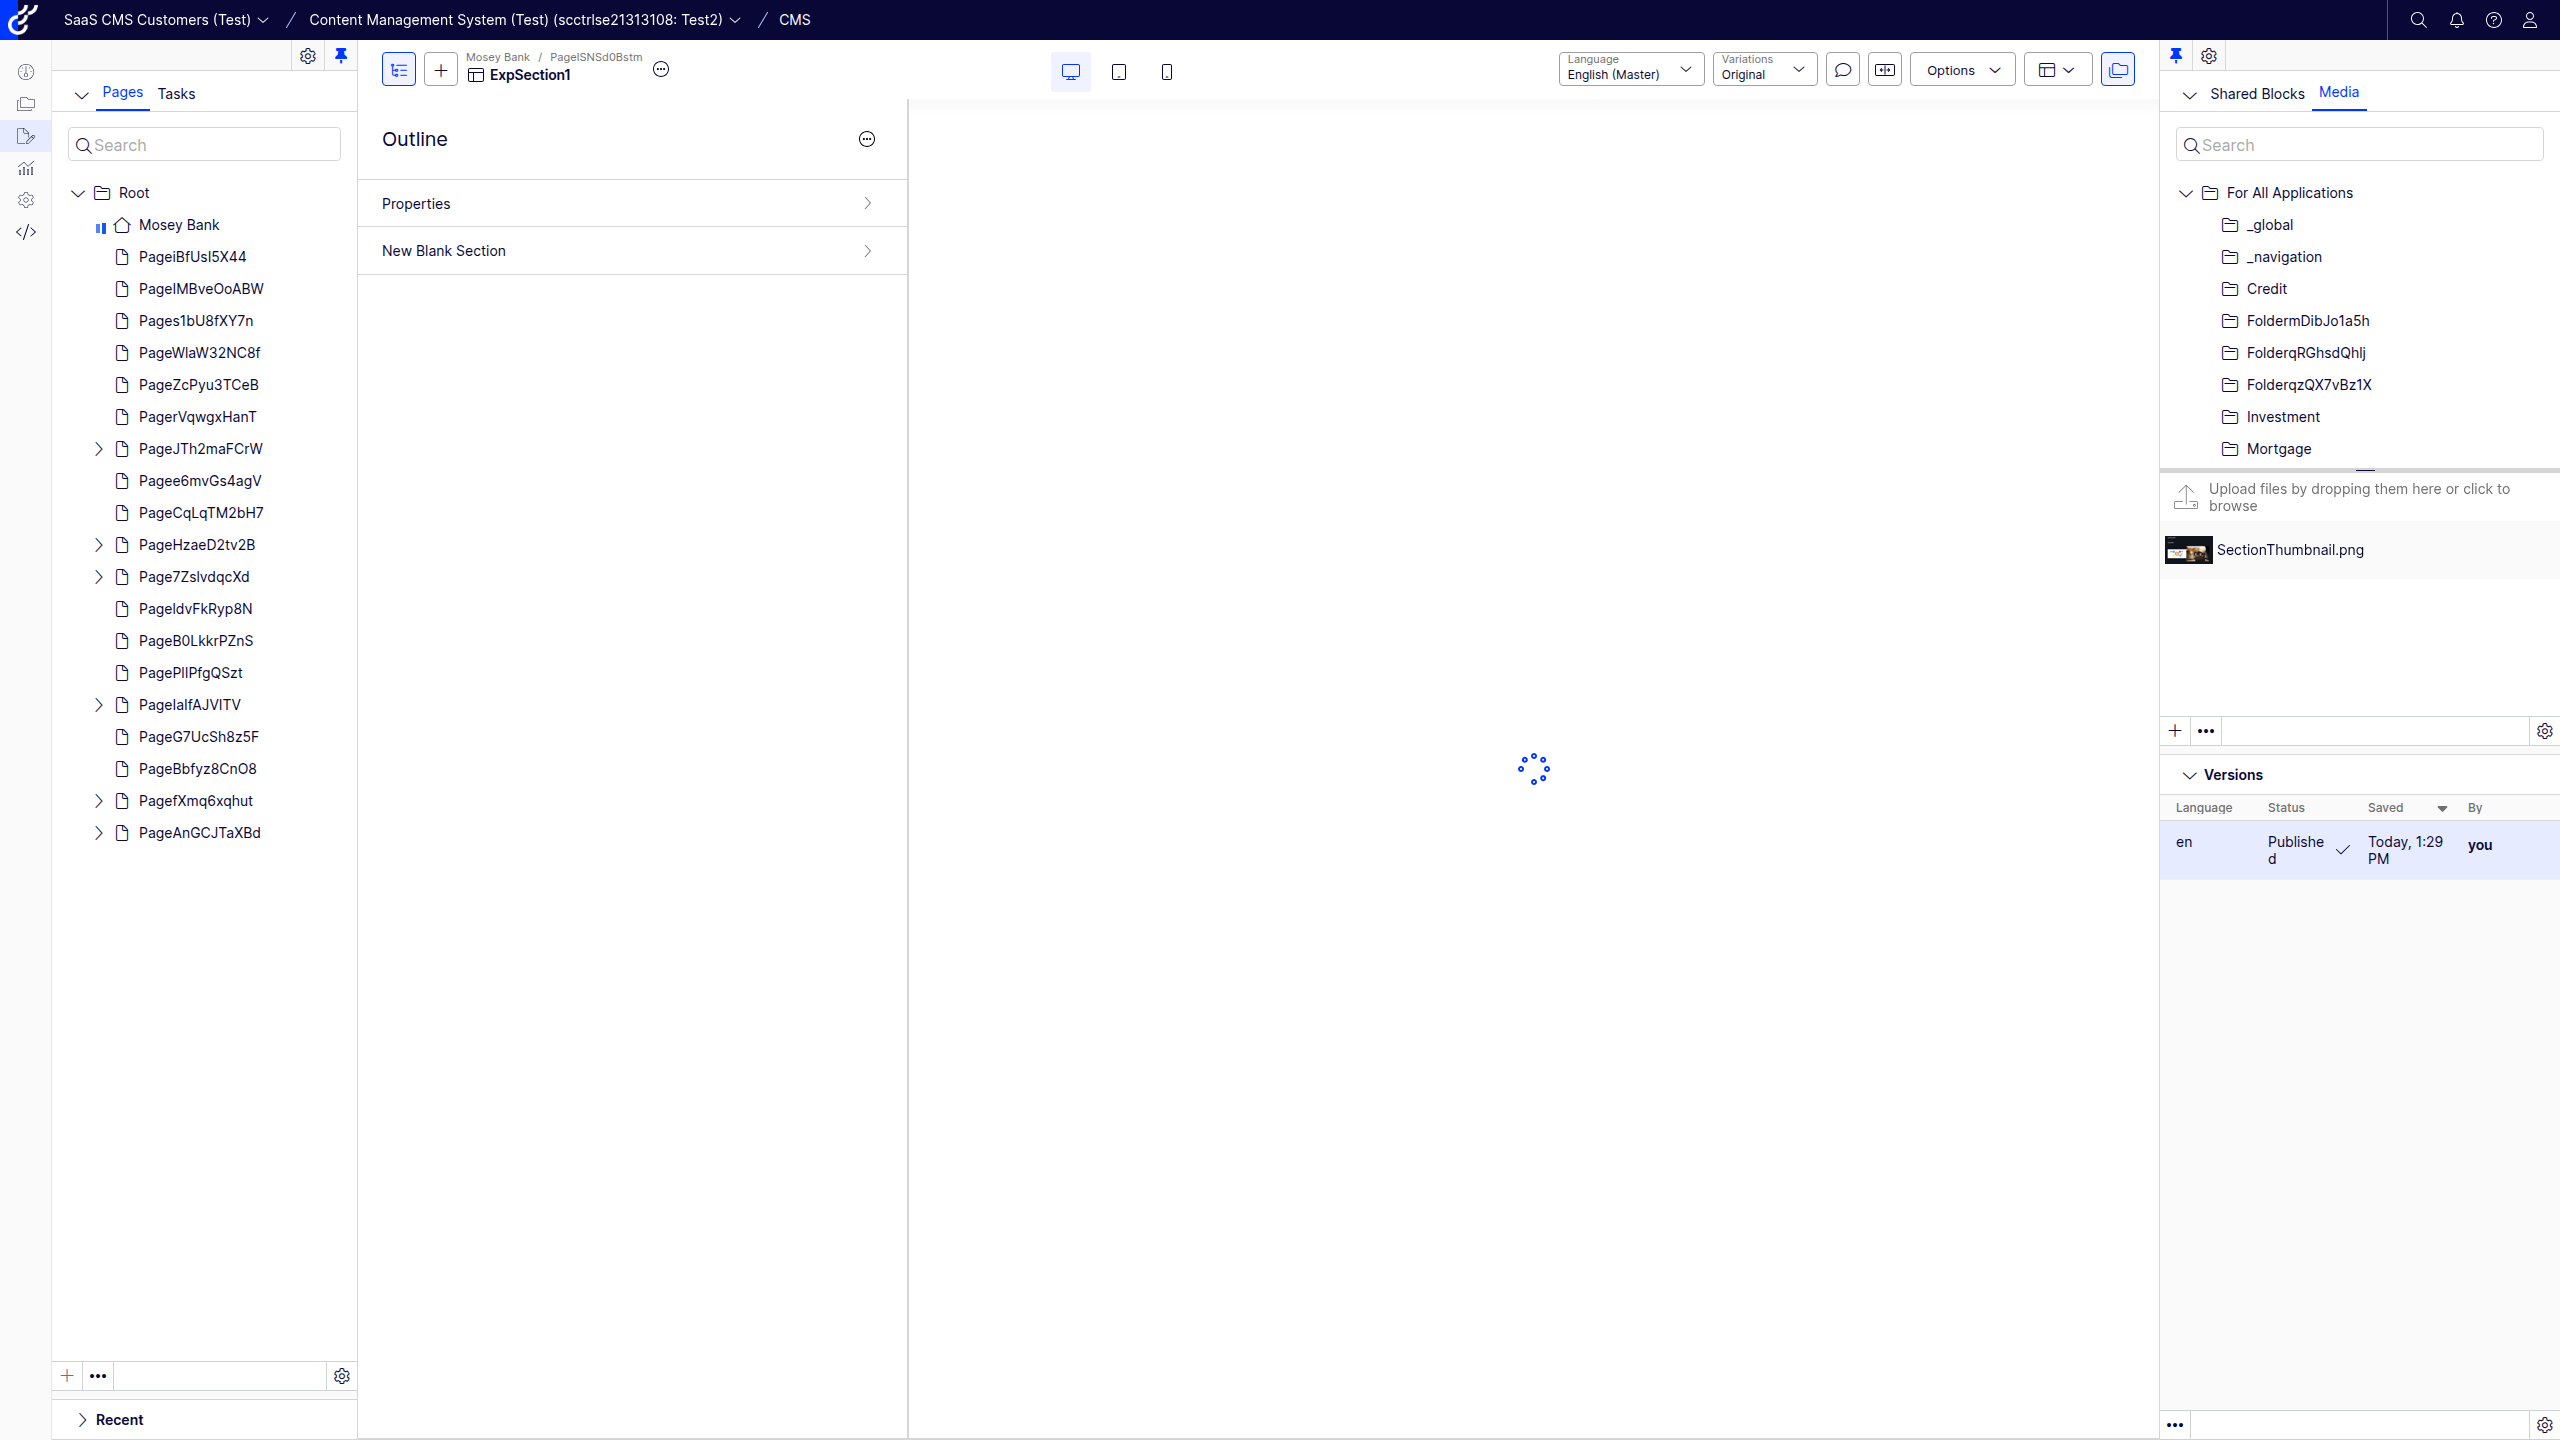 SaaS CMS Customers (Test)
Content Management System (Test) (scctrlse21313108: Test2)
CMS
Pages
Tasks
Search
Root
Mosey Bank
PageiBfUsI5X44
PageIMBveOoABW
Pages1bU8fXY7n
PageWlaW32NC8f
PageZcPyu3TCeB
PagerVqwgxHanT
PageJTh2maFCrW
Pagee6mvGs4agV
PageCqLqTM2bH7
PageHzaeD2tv2B
Page7ZslvdqcXd
PageldvFkRyp8N
PageB0LkkrPZnS
PagePIIPfgQSzt
PageIaIfAJVITV
PageG7UcSh8z5F
PageBbfyz8CnO8
PagefXmq6xqhut
PageAnGCJTaXBd
Recent
Mosey Bank / PageISNSd0Bstm
ExpSection1
Language
English (Master)
Variations
Original
Options
Outline
Properties
New Blank Section
Shared Blocks
Media
Search
For All Applications
_global
_navigation
Credit
FoldermDibJo1a5h
FolderqRGhsdQhlj
FolderqzQX7vBz1X
Investment
Mortgage
Upload files by dropping them here or click to
browse
SectionThumbnail.png
Versions
Language Status Saved By
en Publishe Today, 1:29 you
d PM